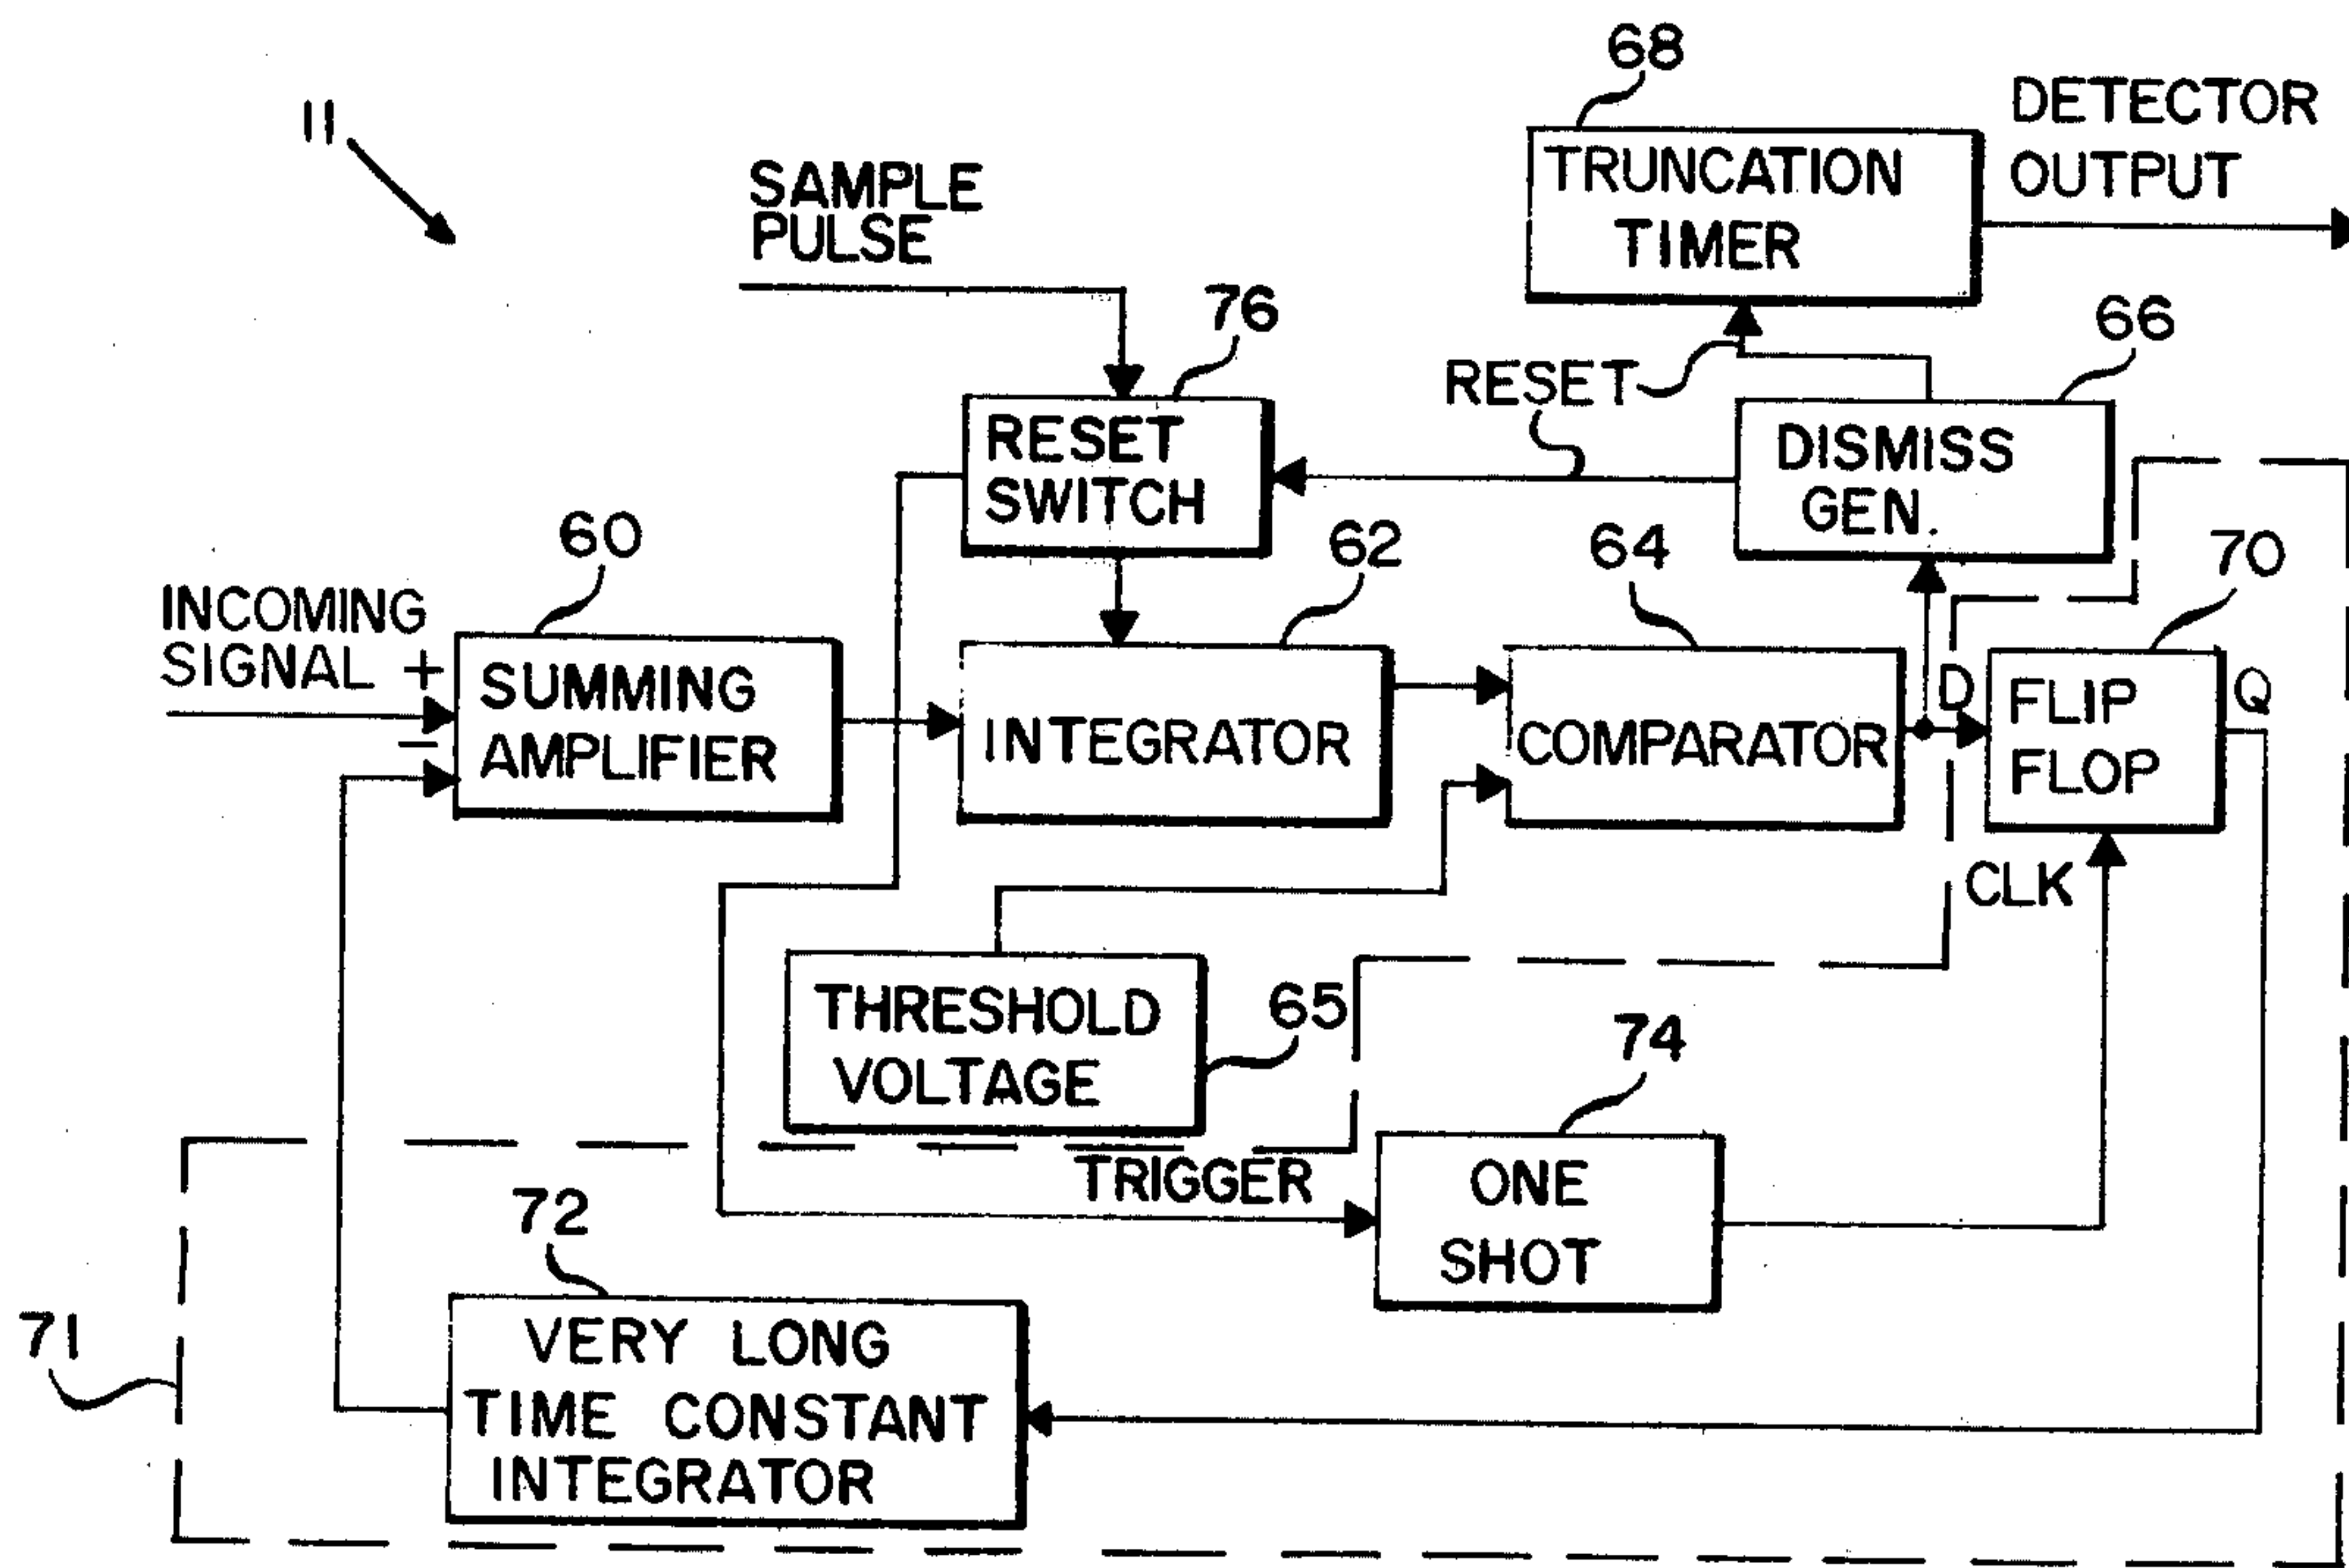 68
11
DETECTOR
OUTPUT
TRUNCATION
TIMER
SAMPLE
PULSE
76
66
RESET
RESET
SWITCH
DISMISS
GEN.
60
62
64
70
INCOMING
SIGNAL +
−
SUMMING
AMPLIFIER
INTEGRATOR
COMPARATOR
D
FLIP
FLOP
Q
CLK
THRESHOLD
VOLTAGE
65
74
TRIGGER
ONE
SHOT
72
71
VERY LONG
TIME CONSTANT
INTEGRATOR